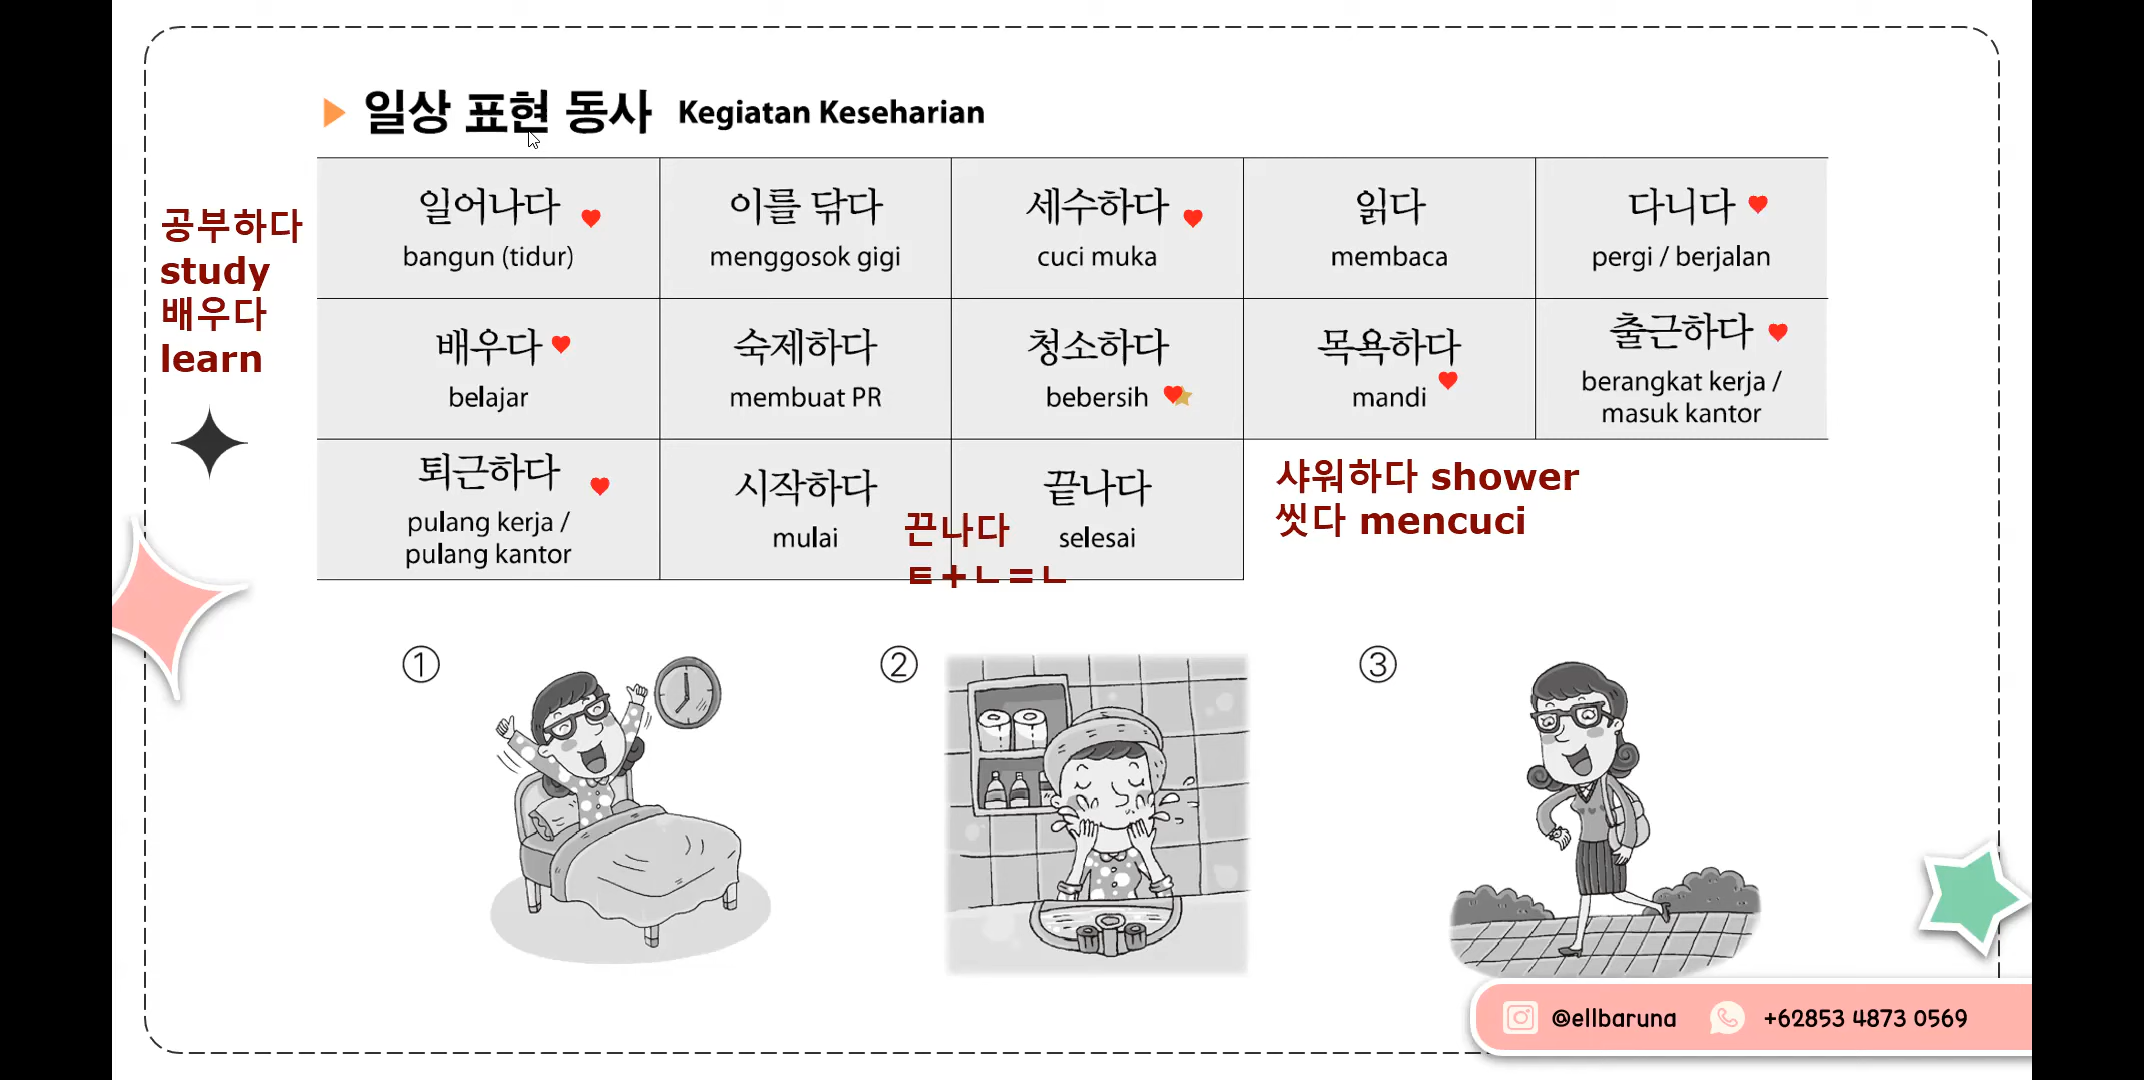 일상 표현 동사 Kegiatan Keseharian
공부하다
study
배우다
learn
일어나다
bangun (tidur)
이를 닦다
menggosok gigi
세수하다
cuci muka
읽다
membaca
다니다
pergi / berjalan
배우다
belajar
숙제하다
membuat PR
청소하다
bebersih
목욕하다
mandi
출근하다
berangkat kerja /
masuk kantor
퇴근하다
pulang kerja /
pulang kantor
시작하다
mulai
끝나다
selesai
끈나다
ㅌ+ㄴ=ㄴ
샤워하다 shower
씻다 mencuci
①
②
③
@ellbaruna
+62853 4873 0569